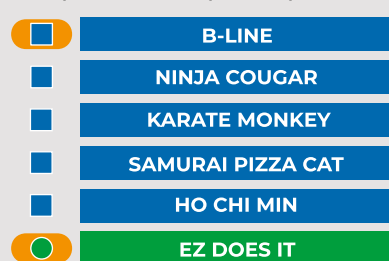 B-LINE
NINJA COUGAR
KARATE MONKEY
SAMURAI PIZZA CAT
HO CHI MIN
EZ DOES IT